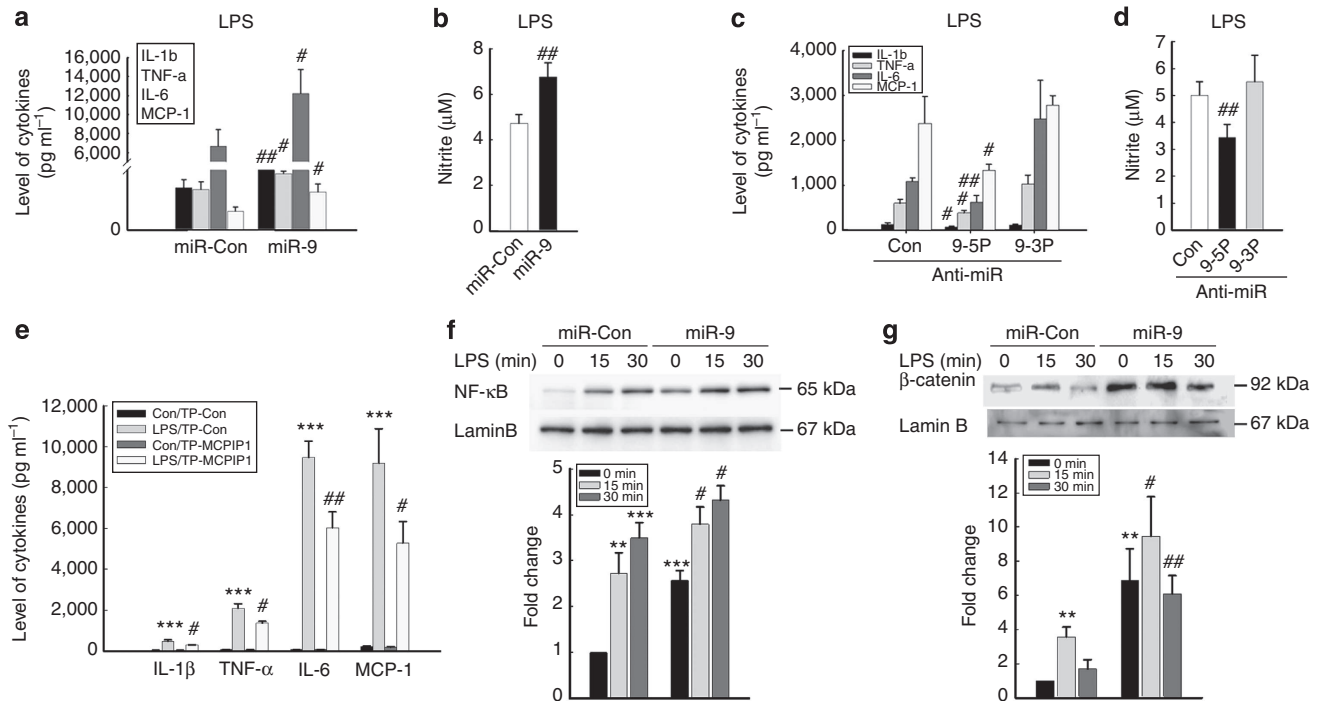 a
LPS
IL-1b
TNF-a
IL-6
MCP-1
16,000
14,000
12,000
10,000
8,000
6,000
0
Level of cytokines
(pg ml⁻¹)
#
##
#
#
miR-Con
miR-9
b
LPS
8
6
4
2
0
Nitrite (μM)
##
miR-Con
miR-9
c
LPS
IL-1b
TNF-a
IL-6
MCP-1
4,000
3,000
2,000
1,000
0
Level of cytokines
(pg ml⁻¹)
#
##
#
#
Con
9-5P
9-3P
Anti-miR
d
LPS
7
6
5
4
3
2
1
0
Nitrite (μM)
##
Con
9-5P
9-3P
Anti-miR
e
12,000
10,000
8,000
6,000
4,000
2,000
0
Level of cytokines (pg ml⁻¹)
Con/TP-Con
LPS/TP-Con
Con/TP-MCPIP1
LPS/TP-MCPIP1
***
#
***
#
***
##
***
#
IL-1β
TNF-α
IL-6
MCP-1
f
miR-Con
miR-9
LPS (min) 0 15 30 0 15 30
NF-κB
65 kDa
LaminB
67 kDa
5
4
3
2
1
0
Fold change
0 min
15 min
30 min
**
***
***
#
#
g
miR-Con
miR-9
LPS (min) 0 15 30 0 15 30
β-catenin
92 kDa
Lamin B
67 kDa
14
12
10
8
6
4
2
0
Fold change
0 min
15 min
30 min
**
**
#
##